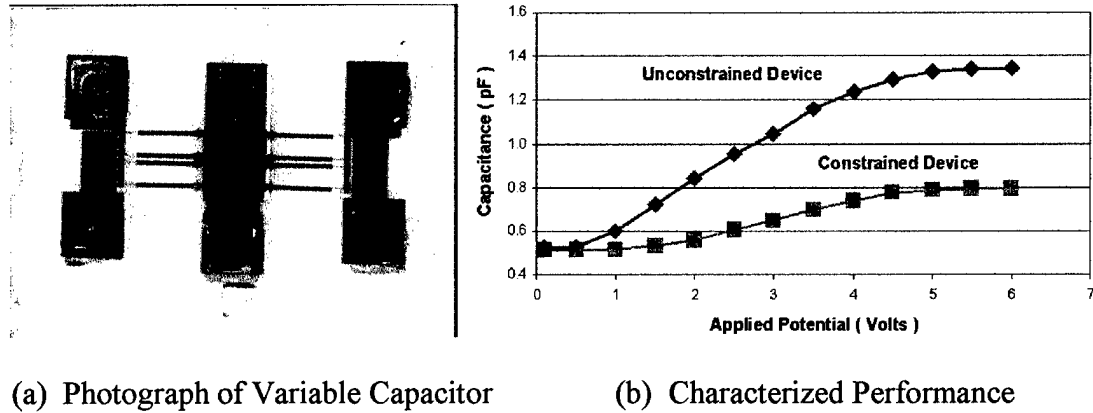 1.6
1.4
1.2
1.0
0.8
0.6
0.4
Capacitance ( pF )
Unconstrained Device
Constrained Device
0 1 2 3 4 5 6 7
Applied Potential ( Volts )
(a) Photograph of Variable Capacitor (b) Characterized Performance